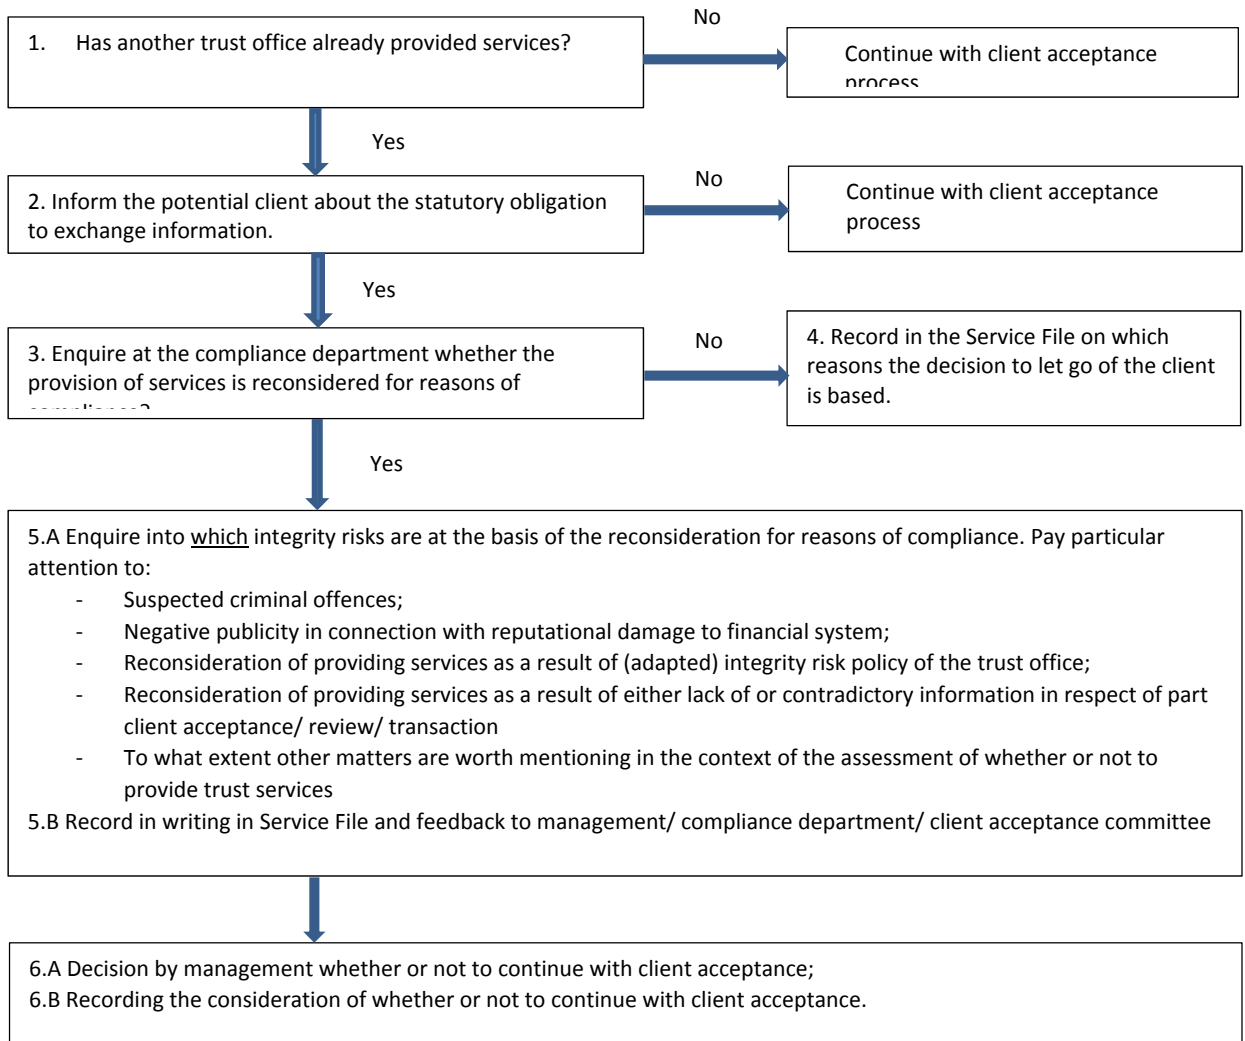 No
1. Has another trust office already provided services?
Continue with client acceptance
process
Yes
No
2. Inform the potential client about the statutory obligation
to exchange information.
Continue with client acceptance
process
Yes
No
3. Enquire at the compliance department whether the
provision of services is reconsidered for reasons of
compliance?
4. Record in the Service File on which
reasons the decision to let go of the client
is based.
Yes
5.A Enquire into which integrity risks are at the basis of the reconsideration for reasons of compliance. Pay particular
attention to:
- Suspected criminal offences;
- Negative publicity in connection with reputational damage to financial system;
- Reconsideration of providing services as a result of (adapted) integrity risk policy of the trust office;
- Reconsideration of providing services as a result of either lack of or contradictory information in respect of part
client acceptance/ review/ transaction
- To what extent other matters are worth mentioning in the context of the assessment of whether or not to
provide trust services
5.B Record in writing in Service File and feedback to management/ compliance department/ client acceptance committee
6.A Decision by management whether or not to continue with client acceptance;
6.B Recording the consideration of whether or not to continue with client acceptance.